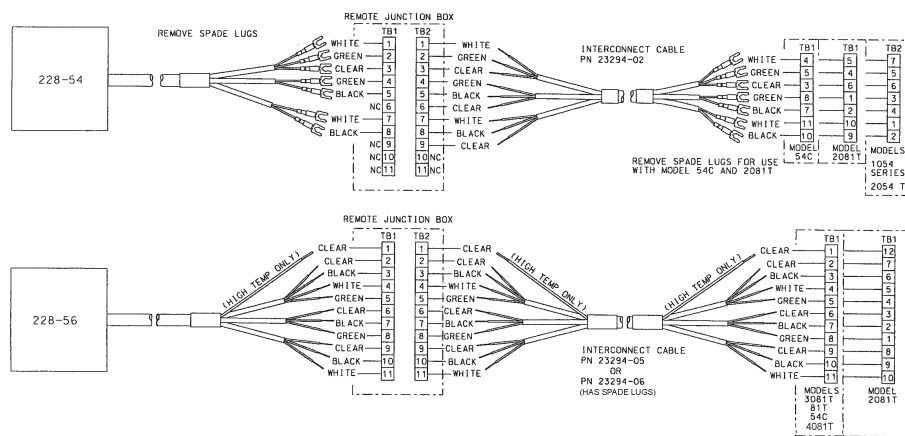 REMOTE JUNCTION BOX
REMOVE SPADE LUGS
228-54
TB1 TB2
WHITE 1 1 WHITE
GREEN 2 2 GREEN
CLEAR 3 3 CLEAR
GREEN 4 4 GREEN
BLACK 5 5 BLACK
NC 6 6 CLEAR
WHITE 7 7 WHITE
BLACK 8 8 BLACK
NC 9 9 CLEAR
NC 10 10 NC
NC 11 11 NC
INTERCONNECT CABLE
PN 23294-02
TB1 TB1 TB2
WHITE 4 5 7
GREEN 5 4 5
CLEAR 3 6 6
GREEN 8 1 3
BLACK 7 2 4
WHITE 11 10 1
BLACK 10 9 2
MODEL
54C
MODEL
2081T
MODELS
1054
SERIES
2054 T
REMOVE SPADE LUGS FOR USE
WITH MODEL 54C AND 2081T
REMOTE JUNCTION BOX
228-56
(HIGH TEMP ONLY)
TB1 TB2
CLEAR 1 1 CLEAR
CLEAR 2 2 CLEAR
BLACK 3 3 BLACK
WHITE 4 4 WHITE
GREEN 5 5 GREEN
CLEAR 6 6 CLEAR
BLACK 7 7 BLACK
GREEN 8 8 GREEN
CLEAR 9 9 CLEAR
BLACK 10 10 BLACK
WHITE 11 11 WHITE
(HIGH TEMP ONLY)
INTERCONNECT CABLE
PN 23294-05
OR
PN 23294-06
(HAS SPADE LUGS)
(HIGH TEMP ONLY)
TB1 TB1
CLEAR 1 12
CLEAR 2 7
BLACK 3 6
WHITE 4 5
GREEN 5 4
CLEAR 6 3
BLACK 7 2
GREEN 8 1
CLEAR 9 8
BLACK 10 9
WHITE 11 10
MODELS
3081T
81T
54C
4081T
MODEL
2081T